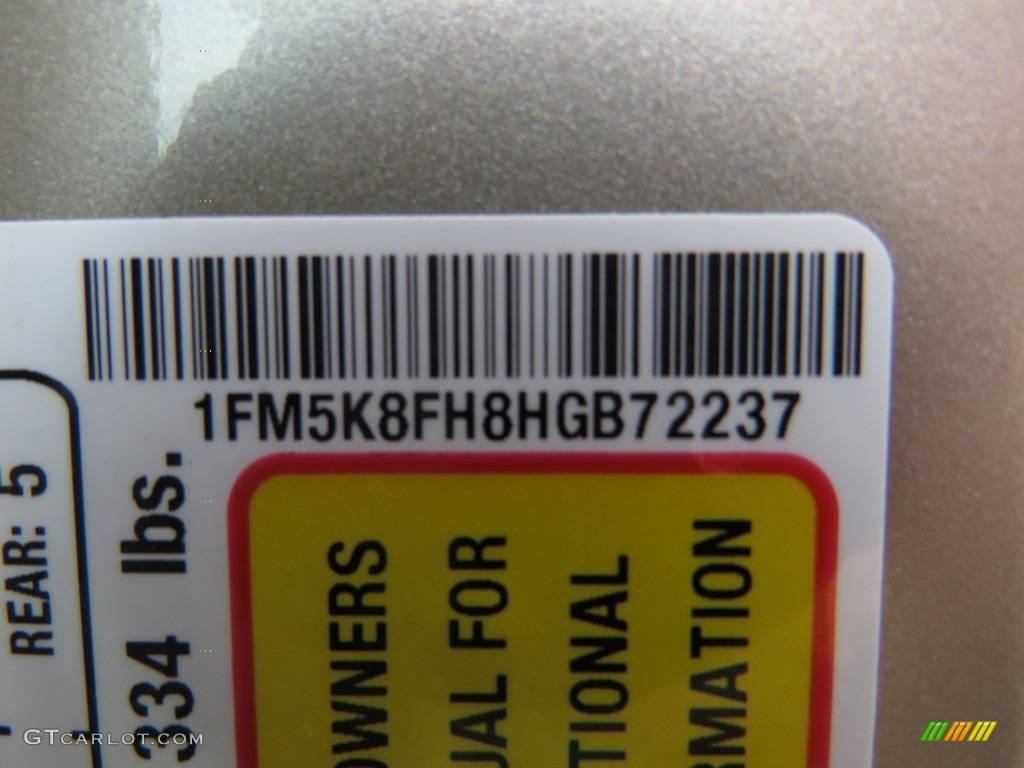 1FM5K8FH8HGB72237
REAR: 5
334 lbs.
OWNERS
UAL FOR
TIONAL
RMATION
GTCARLOT.COM